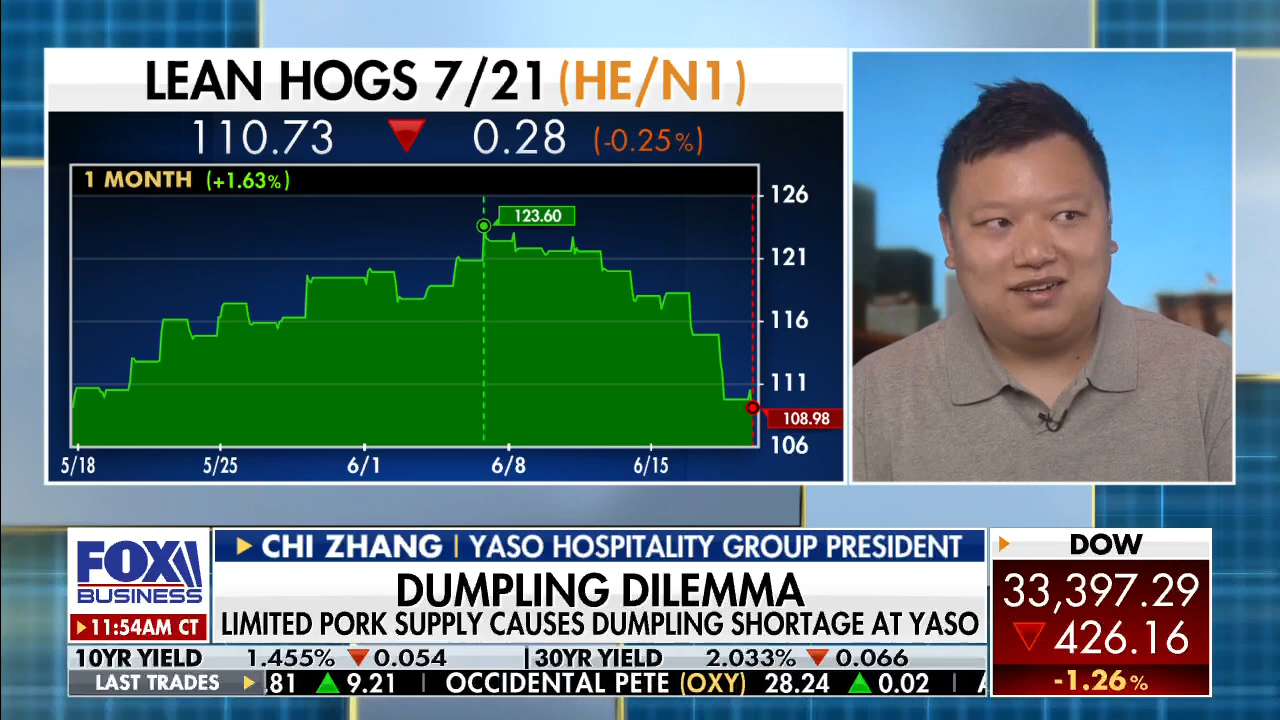 LEAN HOGS 7/21 (HE/N1)
110.73 ▼ 0.28 (-0.25%)
1 MONTH (+1.63%)
126
123.60
121
116
111
108.98
106
5/18 5/25 6/1 6/8 6/15
FOX BUSINESS
11:54AM CT
CHI ZHANG | YASO HOSPITALITY GROUP PRESIDENT
DUMPLING DILEMMA
LIMITED PORK SUPPLY CAUSES DUMPLING SHORTAGE AT YASO
DOW
33,397.29
▼ 426.16
-1.26%
10YR YIELD 1.455% ▼ 0.054 | 30YR YIELD 2.033% ▼ 0.066
LAST TRADES .81 ▲ 9.21 | OCCIDENTAL PETE (OXY) 28.24 ▲ 0.02 |